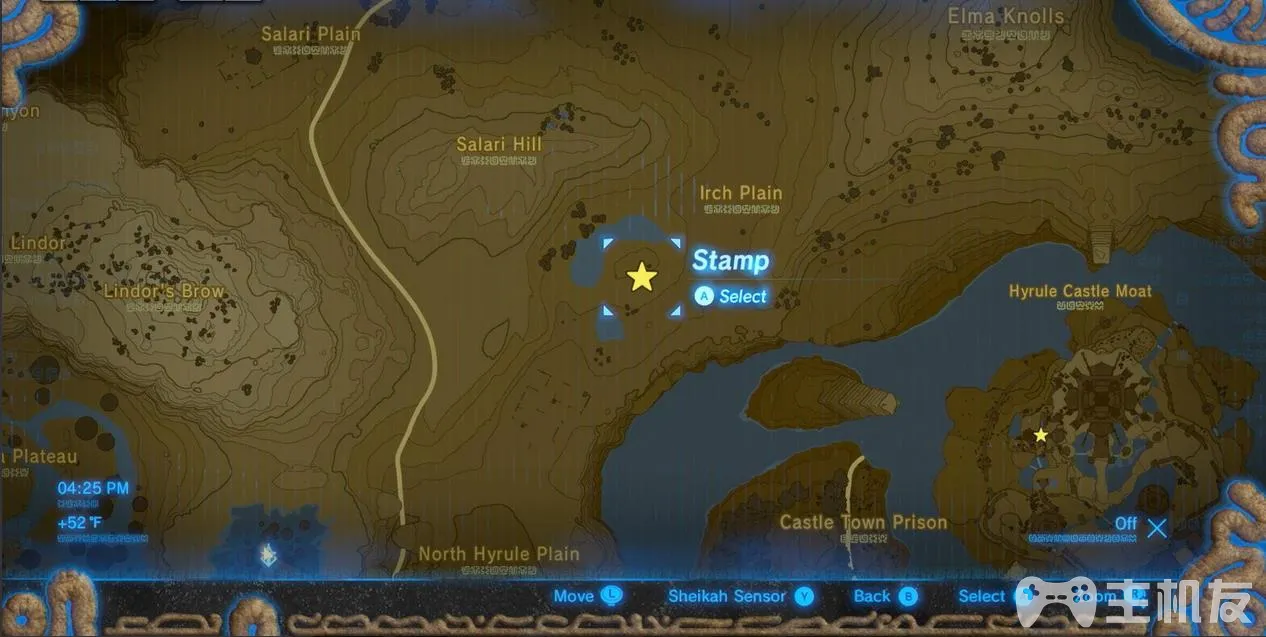 Elma Knolls
Salari Plain
nyon
Salari Hill
Irch Plain
Lindor
Stamp
A Select
Lindor's Brow
Hyrule Castle Moat
Plateau
04:25 PM
+52 °F
Castle Town Prison
Off
North Hyrule Plain
Move L
Sheikah Sensor Y
Back B
Select
主机友